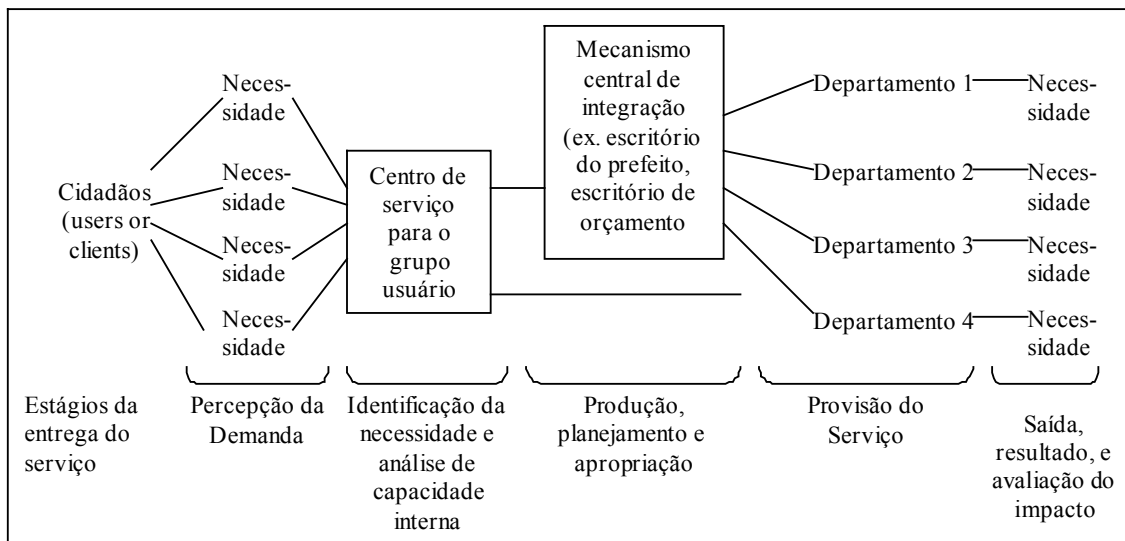 Neces-
sidade
Neces-
sidade
Neces-
sidade
Neces-
sidade
Cidadãos
(users or
clients)
Centro de
serviço
para o
grupo
usuário
Mecanismo
central de
integração
(ex. escritório
do prefeito,
escritório de
orçamento
Departamento 1
Departamento 2
Departamento 3
Departamento 4
Neces-
sidade
Neces-
sidade
Neces-
sidade
Neces-
sidade
Estágios da
entrega do
serviço
Percepção da
Demanda
Identificação da
necessidade e
análise de
capacidade
interna
Produção,
planejamento e
apropriação
Provisão do
Serviço
Saída,
resultado, e
avaliação do
impacto